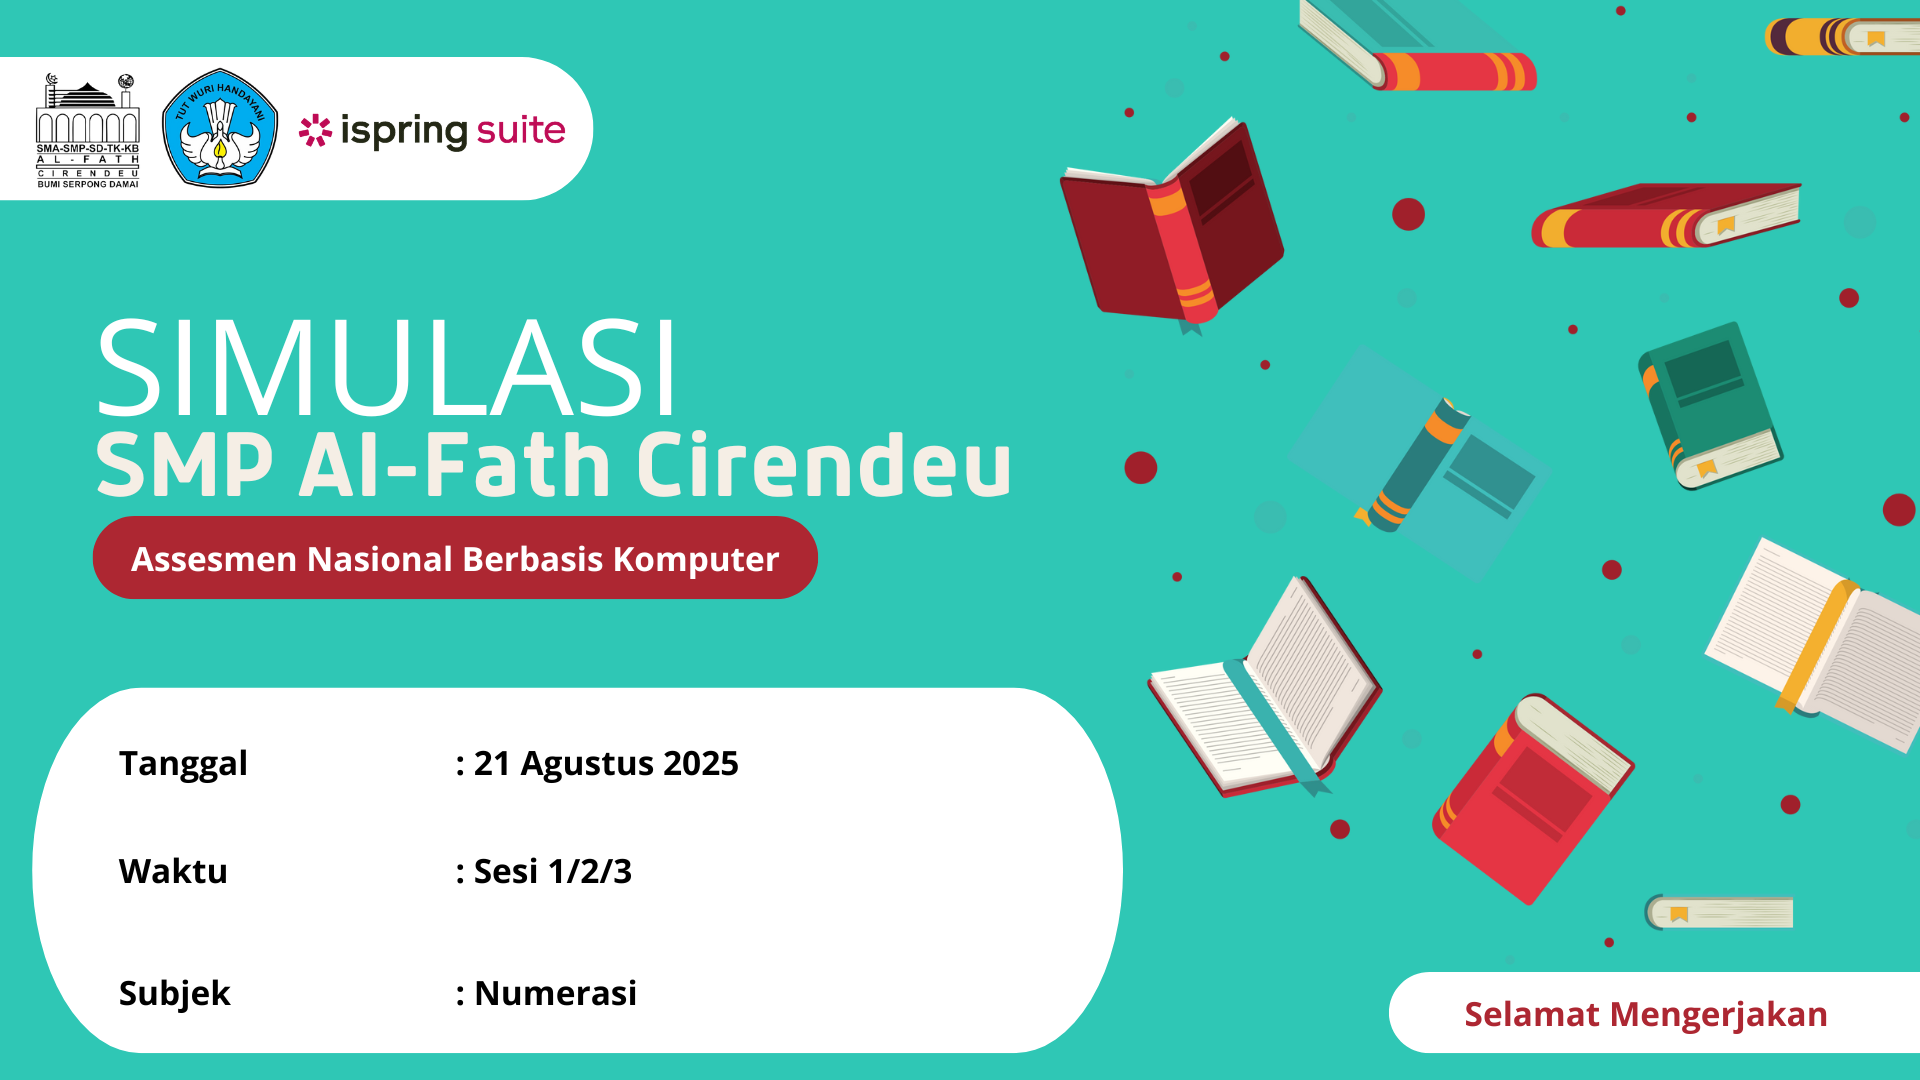 SMA-SMP-SD-TK-KB
AL-FATH
CIRENDEU
BUMI SERPONG DAMAI
TUT WURI HANDAYANI
ispring suite
SIMULASI
SMP Al-Fath Cirendeu
Assesmen Nasional Berbasis Komputer
Tanggal : 21 Agustus 2025
Waktu : Sesi 1/2/3
Subjek : Numerasi
Selamat Mengerjakan